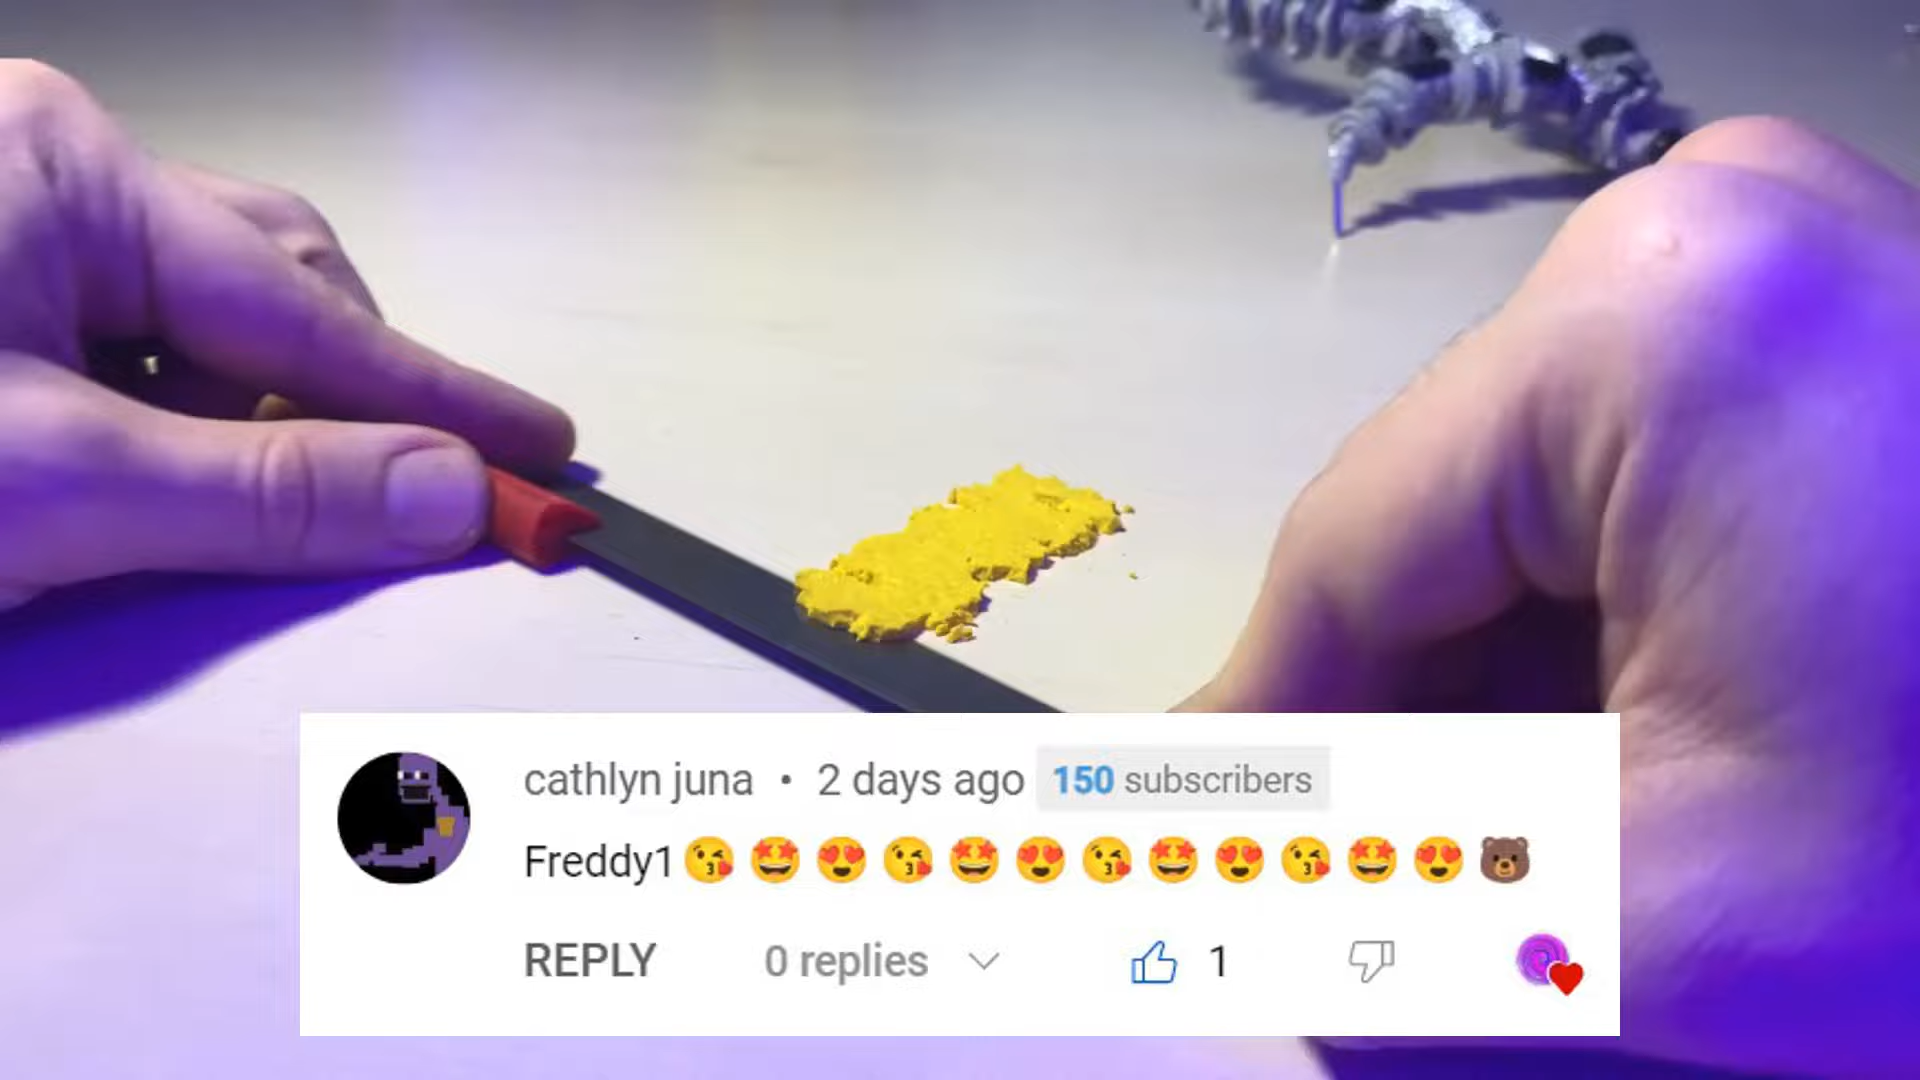 cathlyn juna • 2 days ago 150 subscribers
Freddy1😘🤩😍😘🤩😍😘🤩😍😘🤩😍🐻
REPLY 0 replies 1